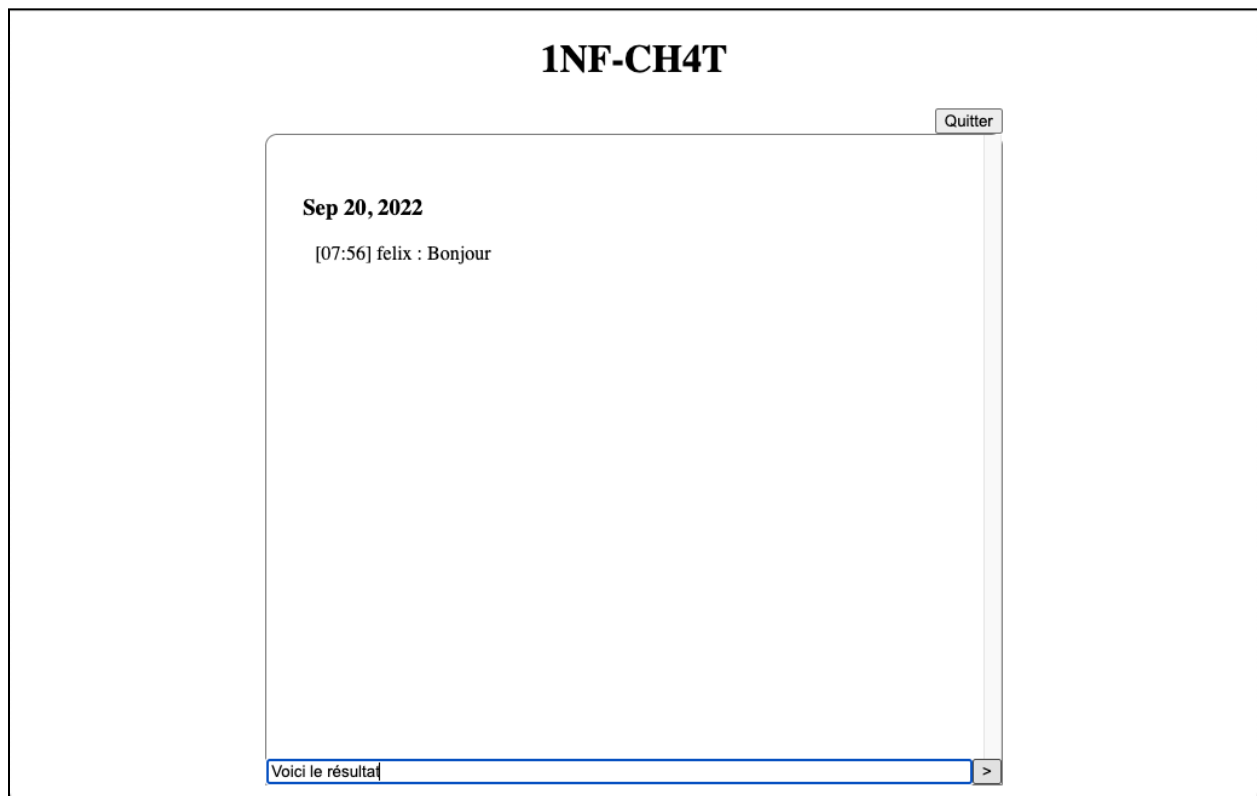 1NF-CH4T
Quitter
Sep 20, 2022
[07:56] felix : Bonjour
Voici le résultat
>